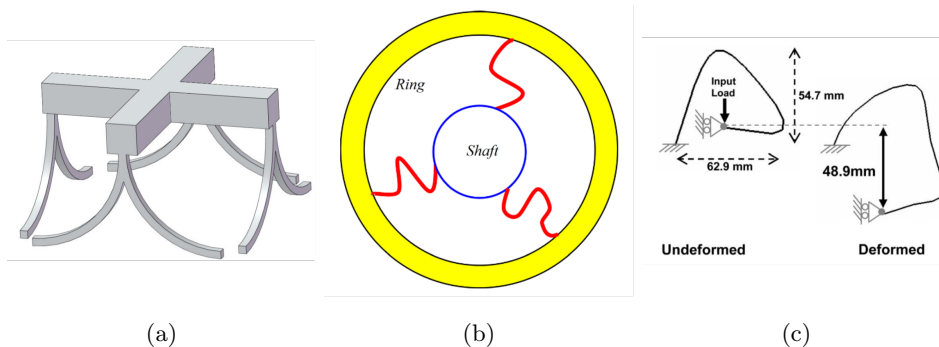 Ring
Shaft
Input
Load
54.7 mm
62.9 mm
48.9mm
Undeformed
Deformed
(a)
(b)
(c)